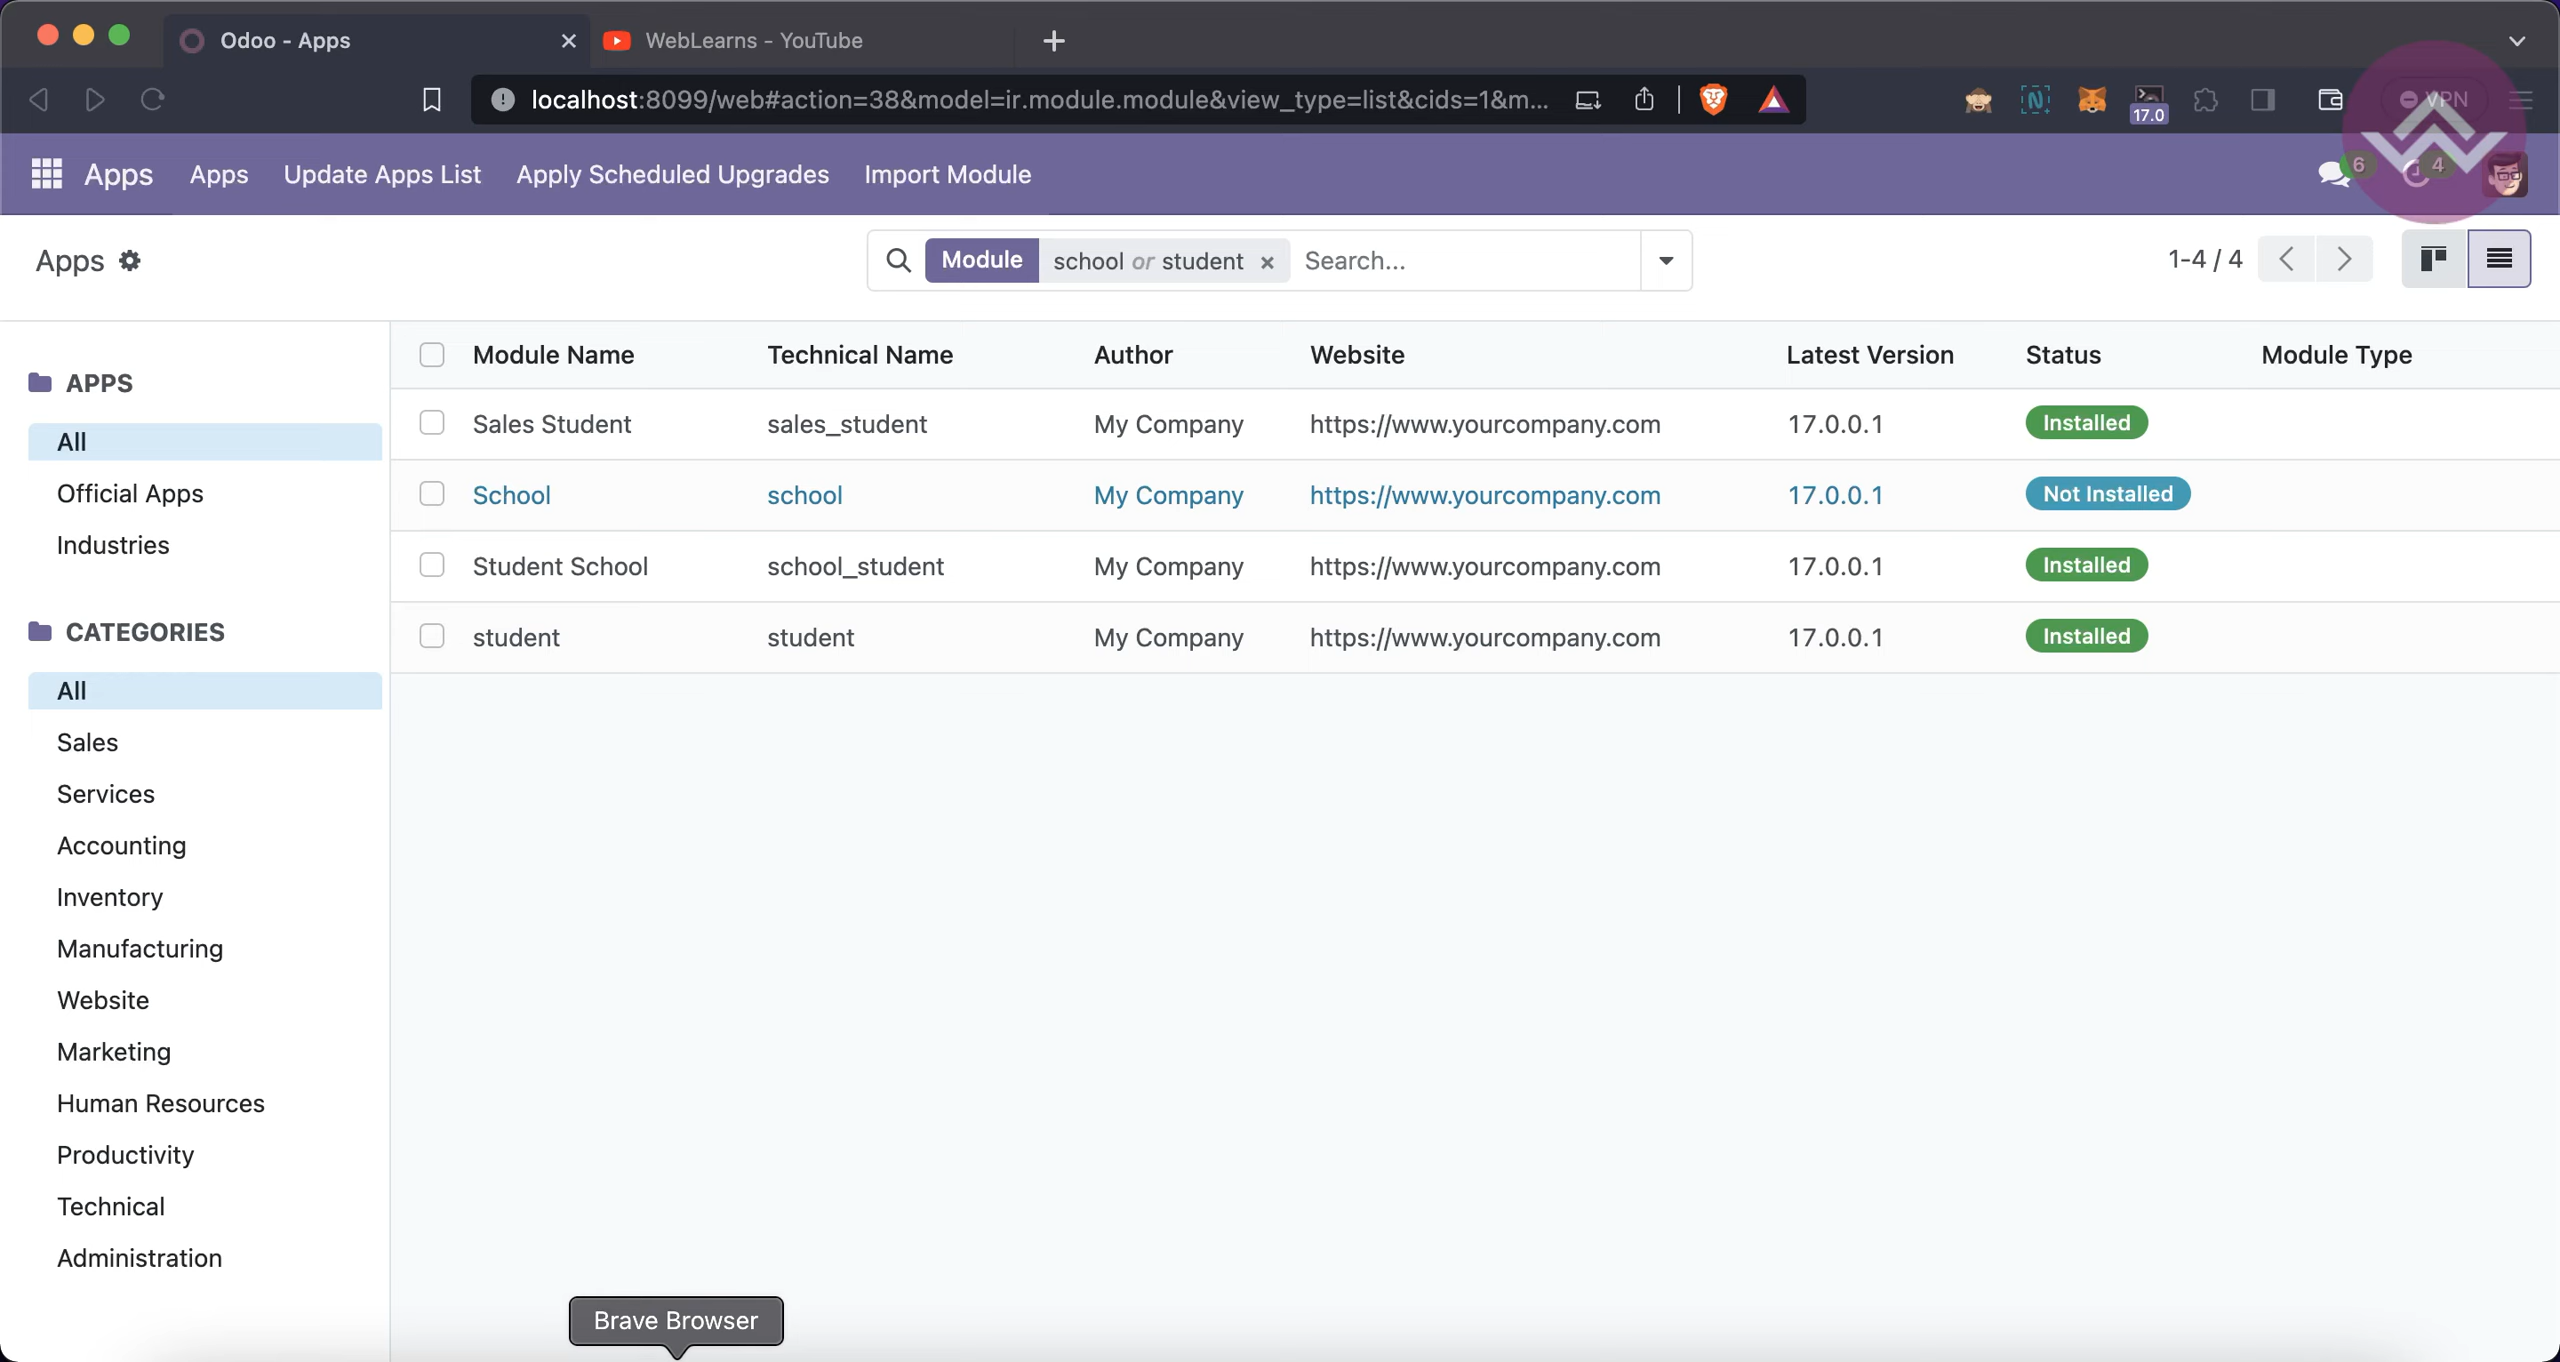 Odoo - Apps
WebLearns - YouTube
localhost:8099/web#action=38&model=ir.module.module&view_type=list&cids=1&m...
17.0
VPN
Apps
Apps
Update Apps List
Apply Scheduled Upgrades
Import Module
6
4
Apps
Module school or student
Search...
1-4 / 4
APPS
All
Official Apps
Industries
CATEGORIES
All
Sales
Services
Accounting
Inventory
Manufacturing
Website
Marketing
Human Resources
Productivity
Technical
Administration
Module Name Technical Name Author Website Latest Version Status Module Type
Sales Student sales_student My Company https://www.yourcompany.com 17.0.0.1 Installed
School school My Company https://www.yourcompany.com 17.0.0.1 Not Installed
Student School school_student My Company https://www.yourcompany.com 17.0.0.1 Installed
student student My Company https://www.yourcompany.com 17.0.0.1 Installed
Brave Browser